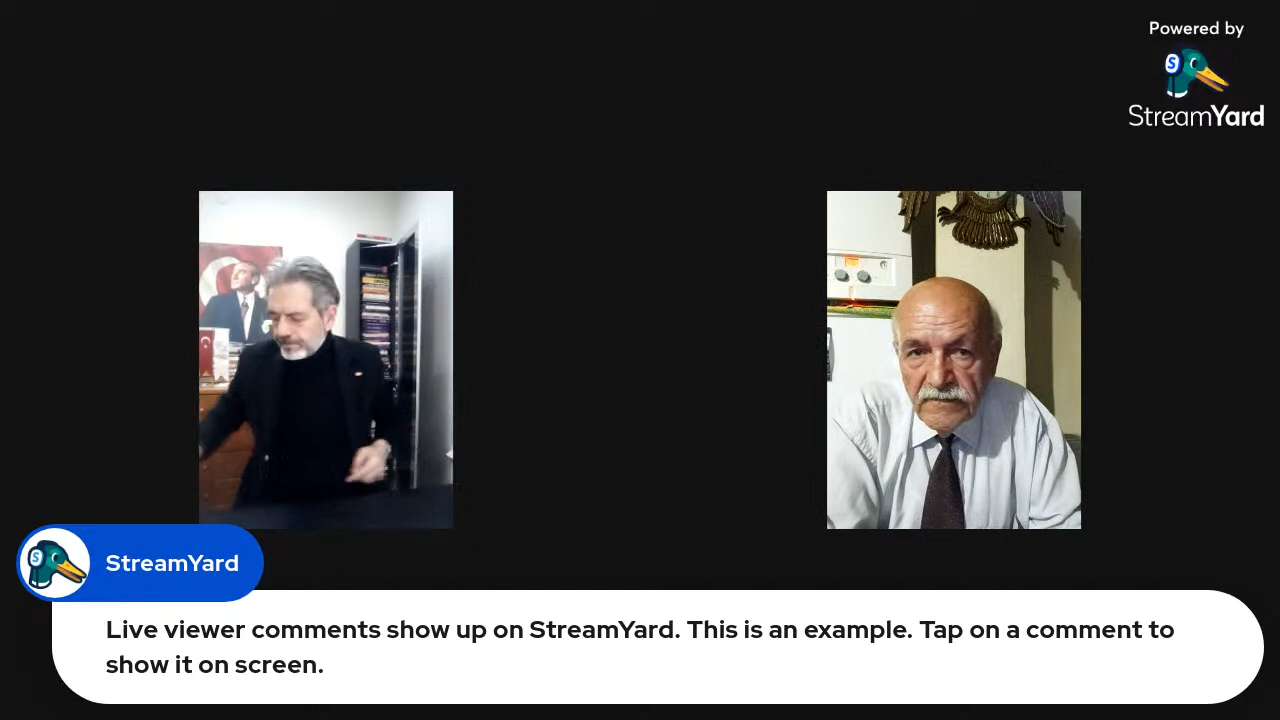 Powered by
StreamYard
StreamYard
Live viewer comments show up on StreamYard. This is an example. Tap on a comment to
show it on screen.